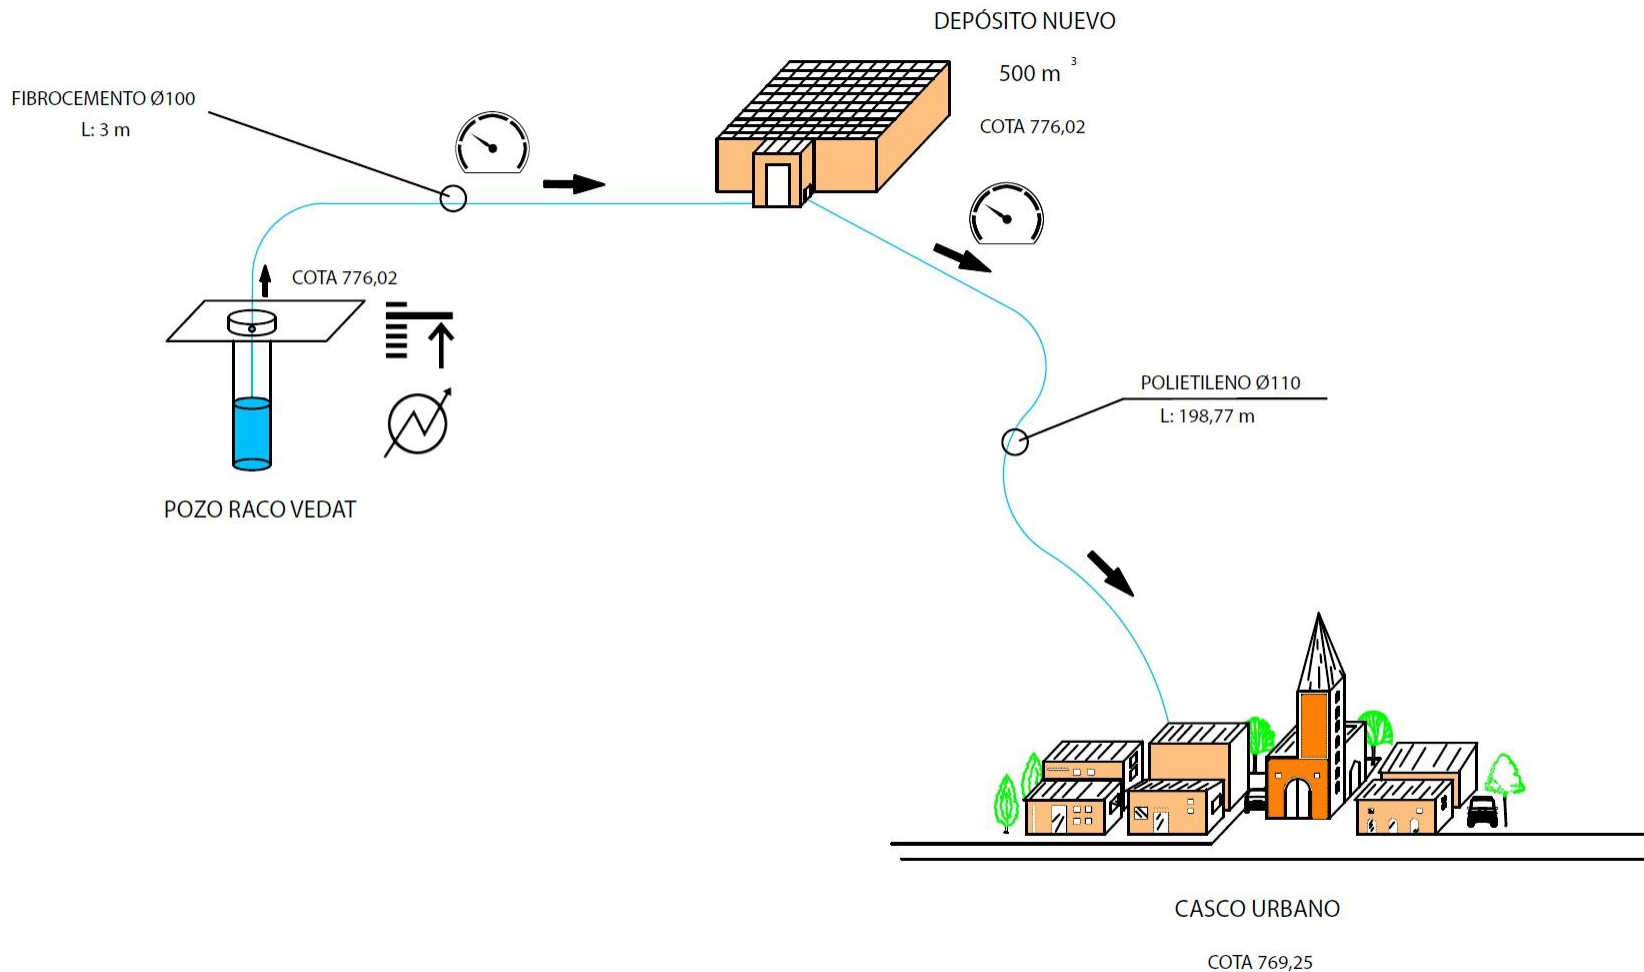 DEPÓSITO NUEVO
500 m ³
COTA 776,02
FIBROCEMENTO Ø100
L: 3 m
COTA 776,02
POZO RACO VEDAT
POLIETILENO Ø110
L: 198,77 m
CASCO URBANO
COTA 769,25